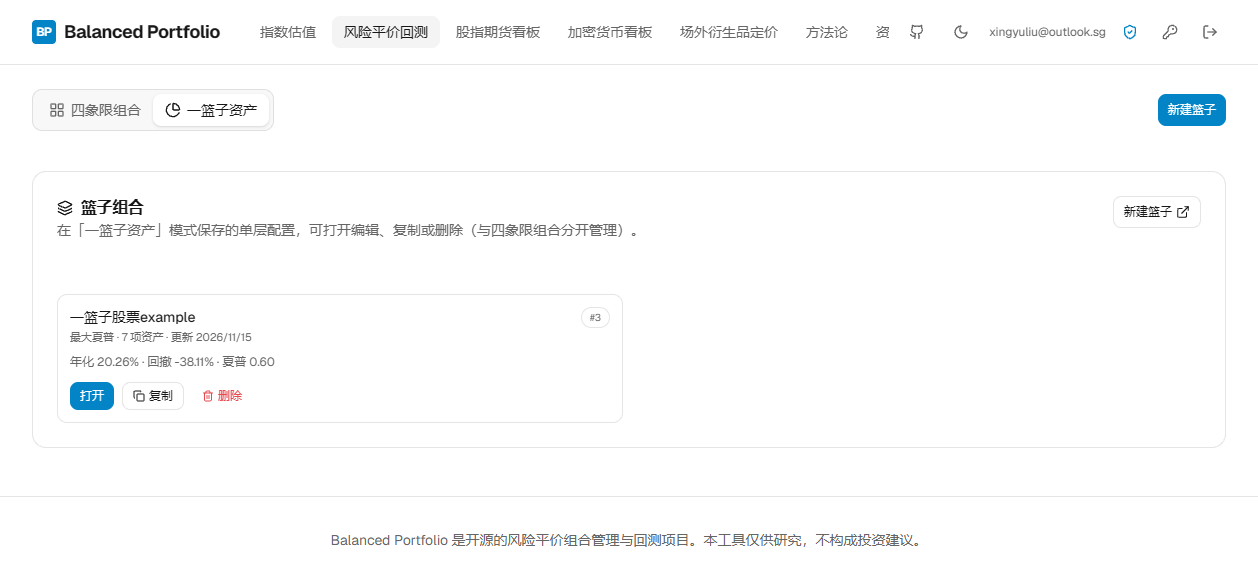 BP Balanced Portfolio 指数估值 风险平价回测 股指期货看板 加密货币看板 场外衍生品定价 方法论 资 xingyuliu@outlook.sg
四象限组合 一篮子资产 新建篮子
篮子组合
新建篮子
在「一篮子资产」模式保存的单层配置，可打开编辑、复制或删除（与四象限组合分开管理）。
一篮子股票example #3
最大夏普 · 7 项资产 · 更新 2026/11/15
年化 20.26% · 回撤 -38.11% · 夏普 0.60
打开 复制 删除
Balanced Portfolio 是开源的风险平价组合管理与回测项目。本工具仅供研究，不构成投资建议。